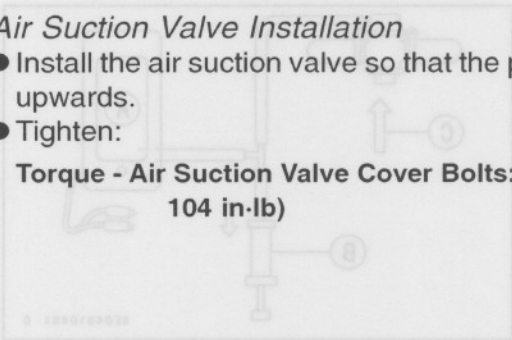 Air Suction Valve Installation
● Install the air suction valve so that the
upwards.
● Tighten:
Torque - Air Suction Valve Cover Bolts:
104 in·lb)